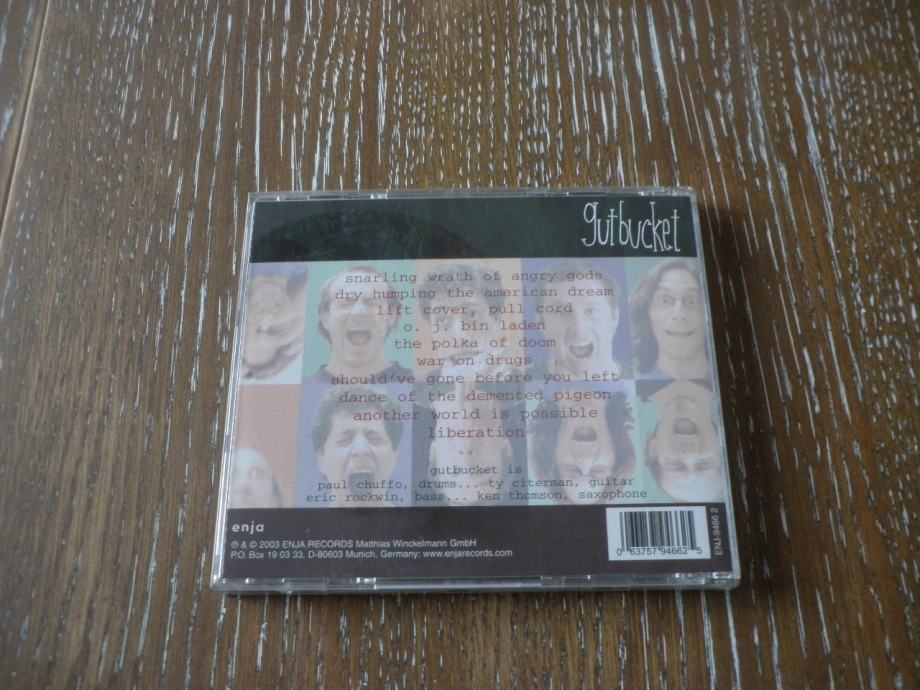 gutbucket
snarling wrath of angry gods
dry humping the american dream
lift cover, pull cord
o. j. bin laden
the polka of doom
war on drugs
should've gone before you left
dance of the demented pigeon
another world is possible
liberation
gutbucket is
paul chuffo, drums... ty citerman, guitar
eric rockwin, bass... ken thomson, saxophone
enja
℗ & © 2003 ENJA RECORDS Matthias Winckelmann GmbH
P.O. Box 19 03 33, D-80603 Munich, Germany: www.enjarecords.com
0 63757 94662 5
ENJ-9466 2